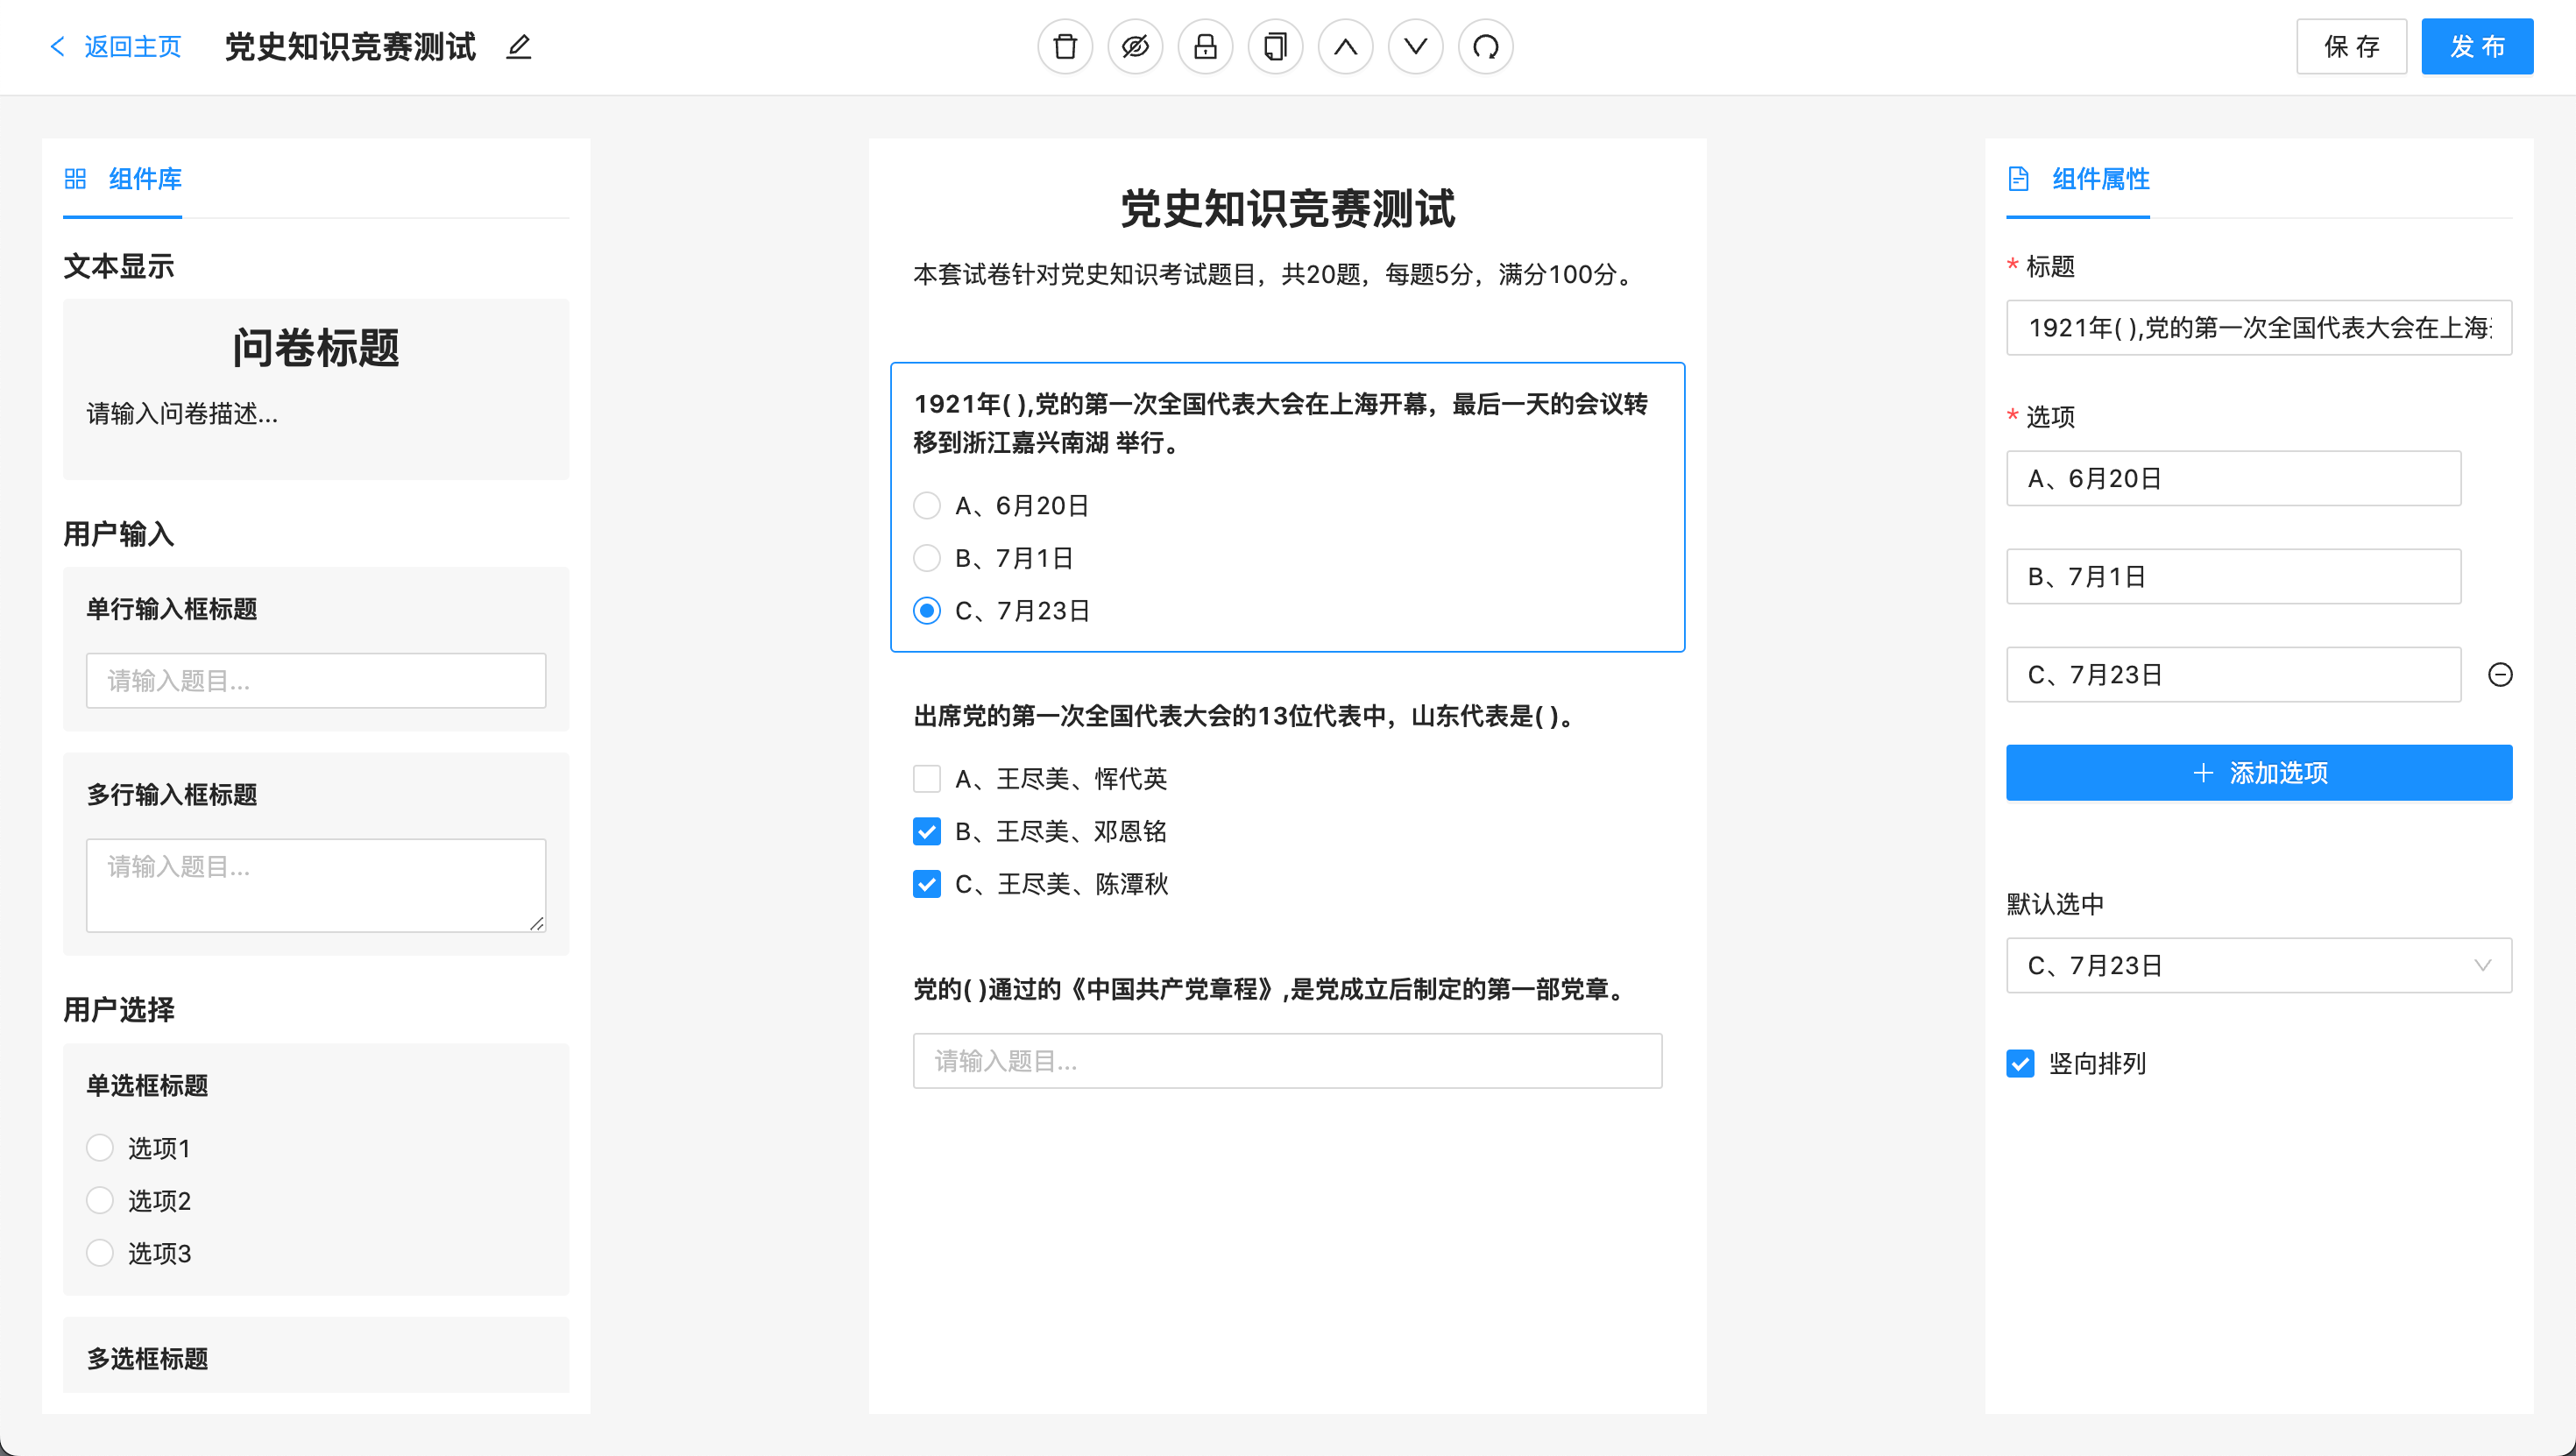 返回主页
党史知识竞赛测试
保 存
发 布
组件库
文本显示
问卷标题
请输入问卷描述...
用户输入
单行输入框标题
请输入题目...
多行输入框标题
请输入题目...
用户选择
单选框标题
选项1
选项2
选项3
多选框标题
党史知识竞赛测试
本套试卷针对党史知识考试题目，共20题，每题5分，满分100分。
1921年( ),党的第一次全国代表大会在上海开幕，最后一天的会议转
移到浙江嘉兴南湖 举行。
A、6月20日
B、7月1日
C、7月23日
出席党的第一次全国代表大会的13位代表中，山东代表是( )。
A、王尽美、恽代英
B、王尽美、邓恩铭
C、王尽美、陈潭秋
党的( )通过的《中国共产党章程》,是党成立后制定的第一部党章。
请输入题目...
组件属性
* 标题
1921年( ),党的第一次全国代表大会在上海
* 选项
A、6月20日
B、7月1日
C、7月23日
添加选项
默认选中
C、7月23日
竖向排列